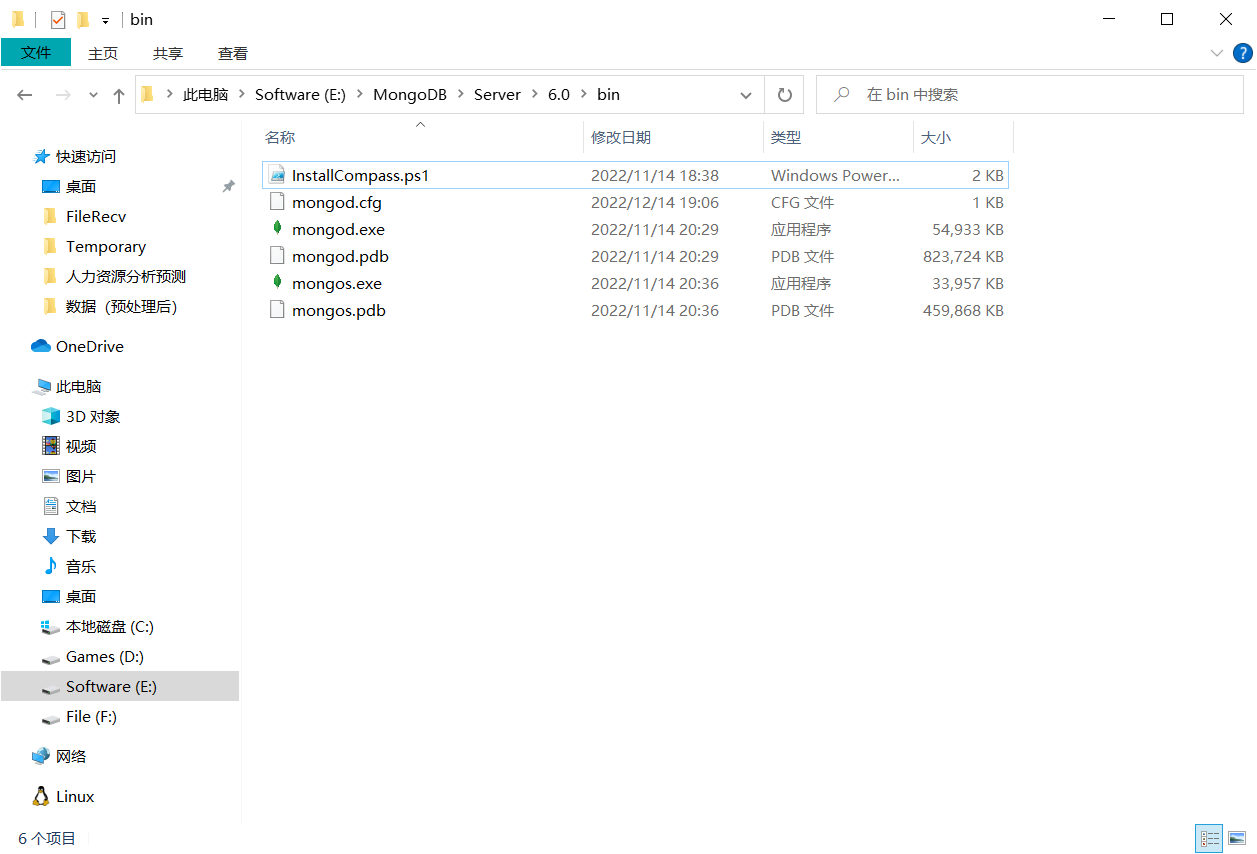 bin
文件 主页 共享 查看
此电脑 Software (E:) MongoDB Server 6.0 bin 在 bin 中搜索
名称 修改日期 类型 大小
InstallCompass.ps1 2022/11/14 18:38 Windows Power... 2 KB
mongod.cfg 2022/12/14 19:06 CFG 文件 1 KB
mongod.exe 2022/11/14 20:29 应用程序 54,933 KB
mongod.pdb 2022/11/14 20:29 PDB 文件 823,724 KB
mongos.exe 2022/11/14 20:36 应用程序 33,957 KB
mongos.pdb 2022/11/14 20:36 PDB 文件 459,868 KB
快速访问
桌面
FileRecv
Temporary
人力资源分析预测
数据（预处理后）
OneDrive
此电脑
3D 对象
视频
图片
文档
下载
音乐
桌面
本地磁盘 (C:)
Games (D:)
Software (E:)
File (F:)
网络
Linux
6 个项目